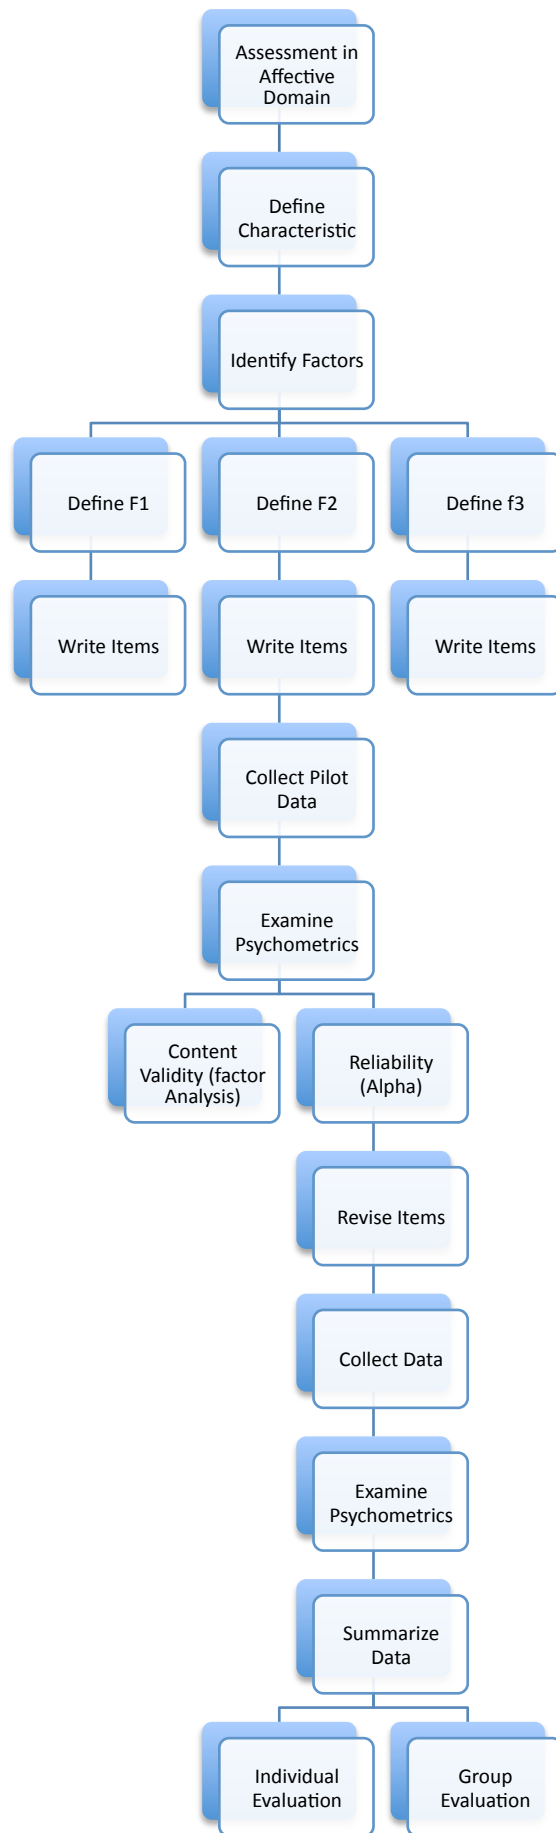 Assessment in
Affective
Domain
Define
Characteristic
Identify Factors
Define F1
Define F2
Define f3
Write Items
Write Items
Write Items
Collect Pilot
Data
Examine
Psychometrics
Content
Validity (factor
Analysis)
Reliability
(Alpha)
Revise Items
Collect Data
Examine
Psychometrics
Summarize
Data
Individual
Evaluation
Group
Evaluation